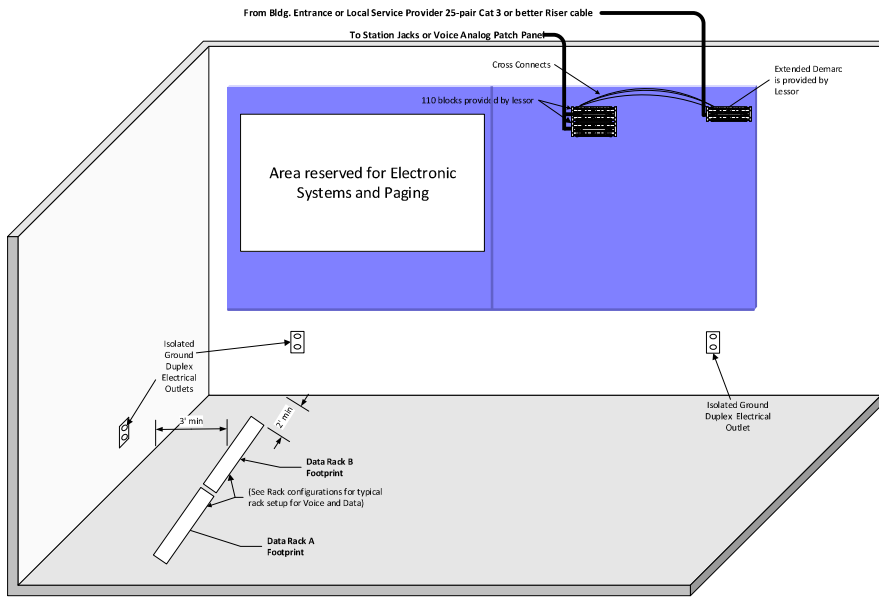 From Bldg. Entrance or Local Service Provider 25-pair Cat 3 or better Riser cable
To Station Jacks or Voice Analog Patch Panel
Cross Connects
Extended Demarc
is provided by
Lessor
110 blocks provided by lessor
Area reserved for Electronic
Systems and Paging
Isolated
Ground
Duplex
Electrical
Outlets
Isolated Ground
Duplex Electrical
Outlet
3' min
2' min
Data Rack B
Footprint
(See Rack configurations for typical
rack setup for Voice and Data)
Data Rack A
Footprint